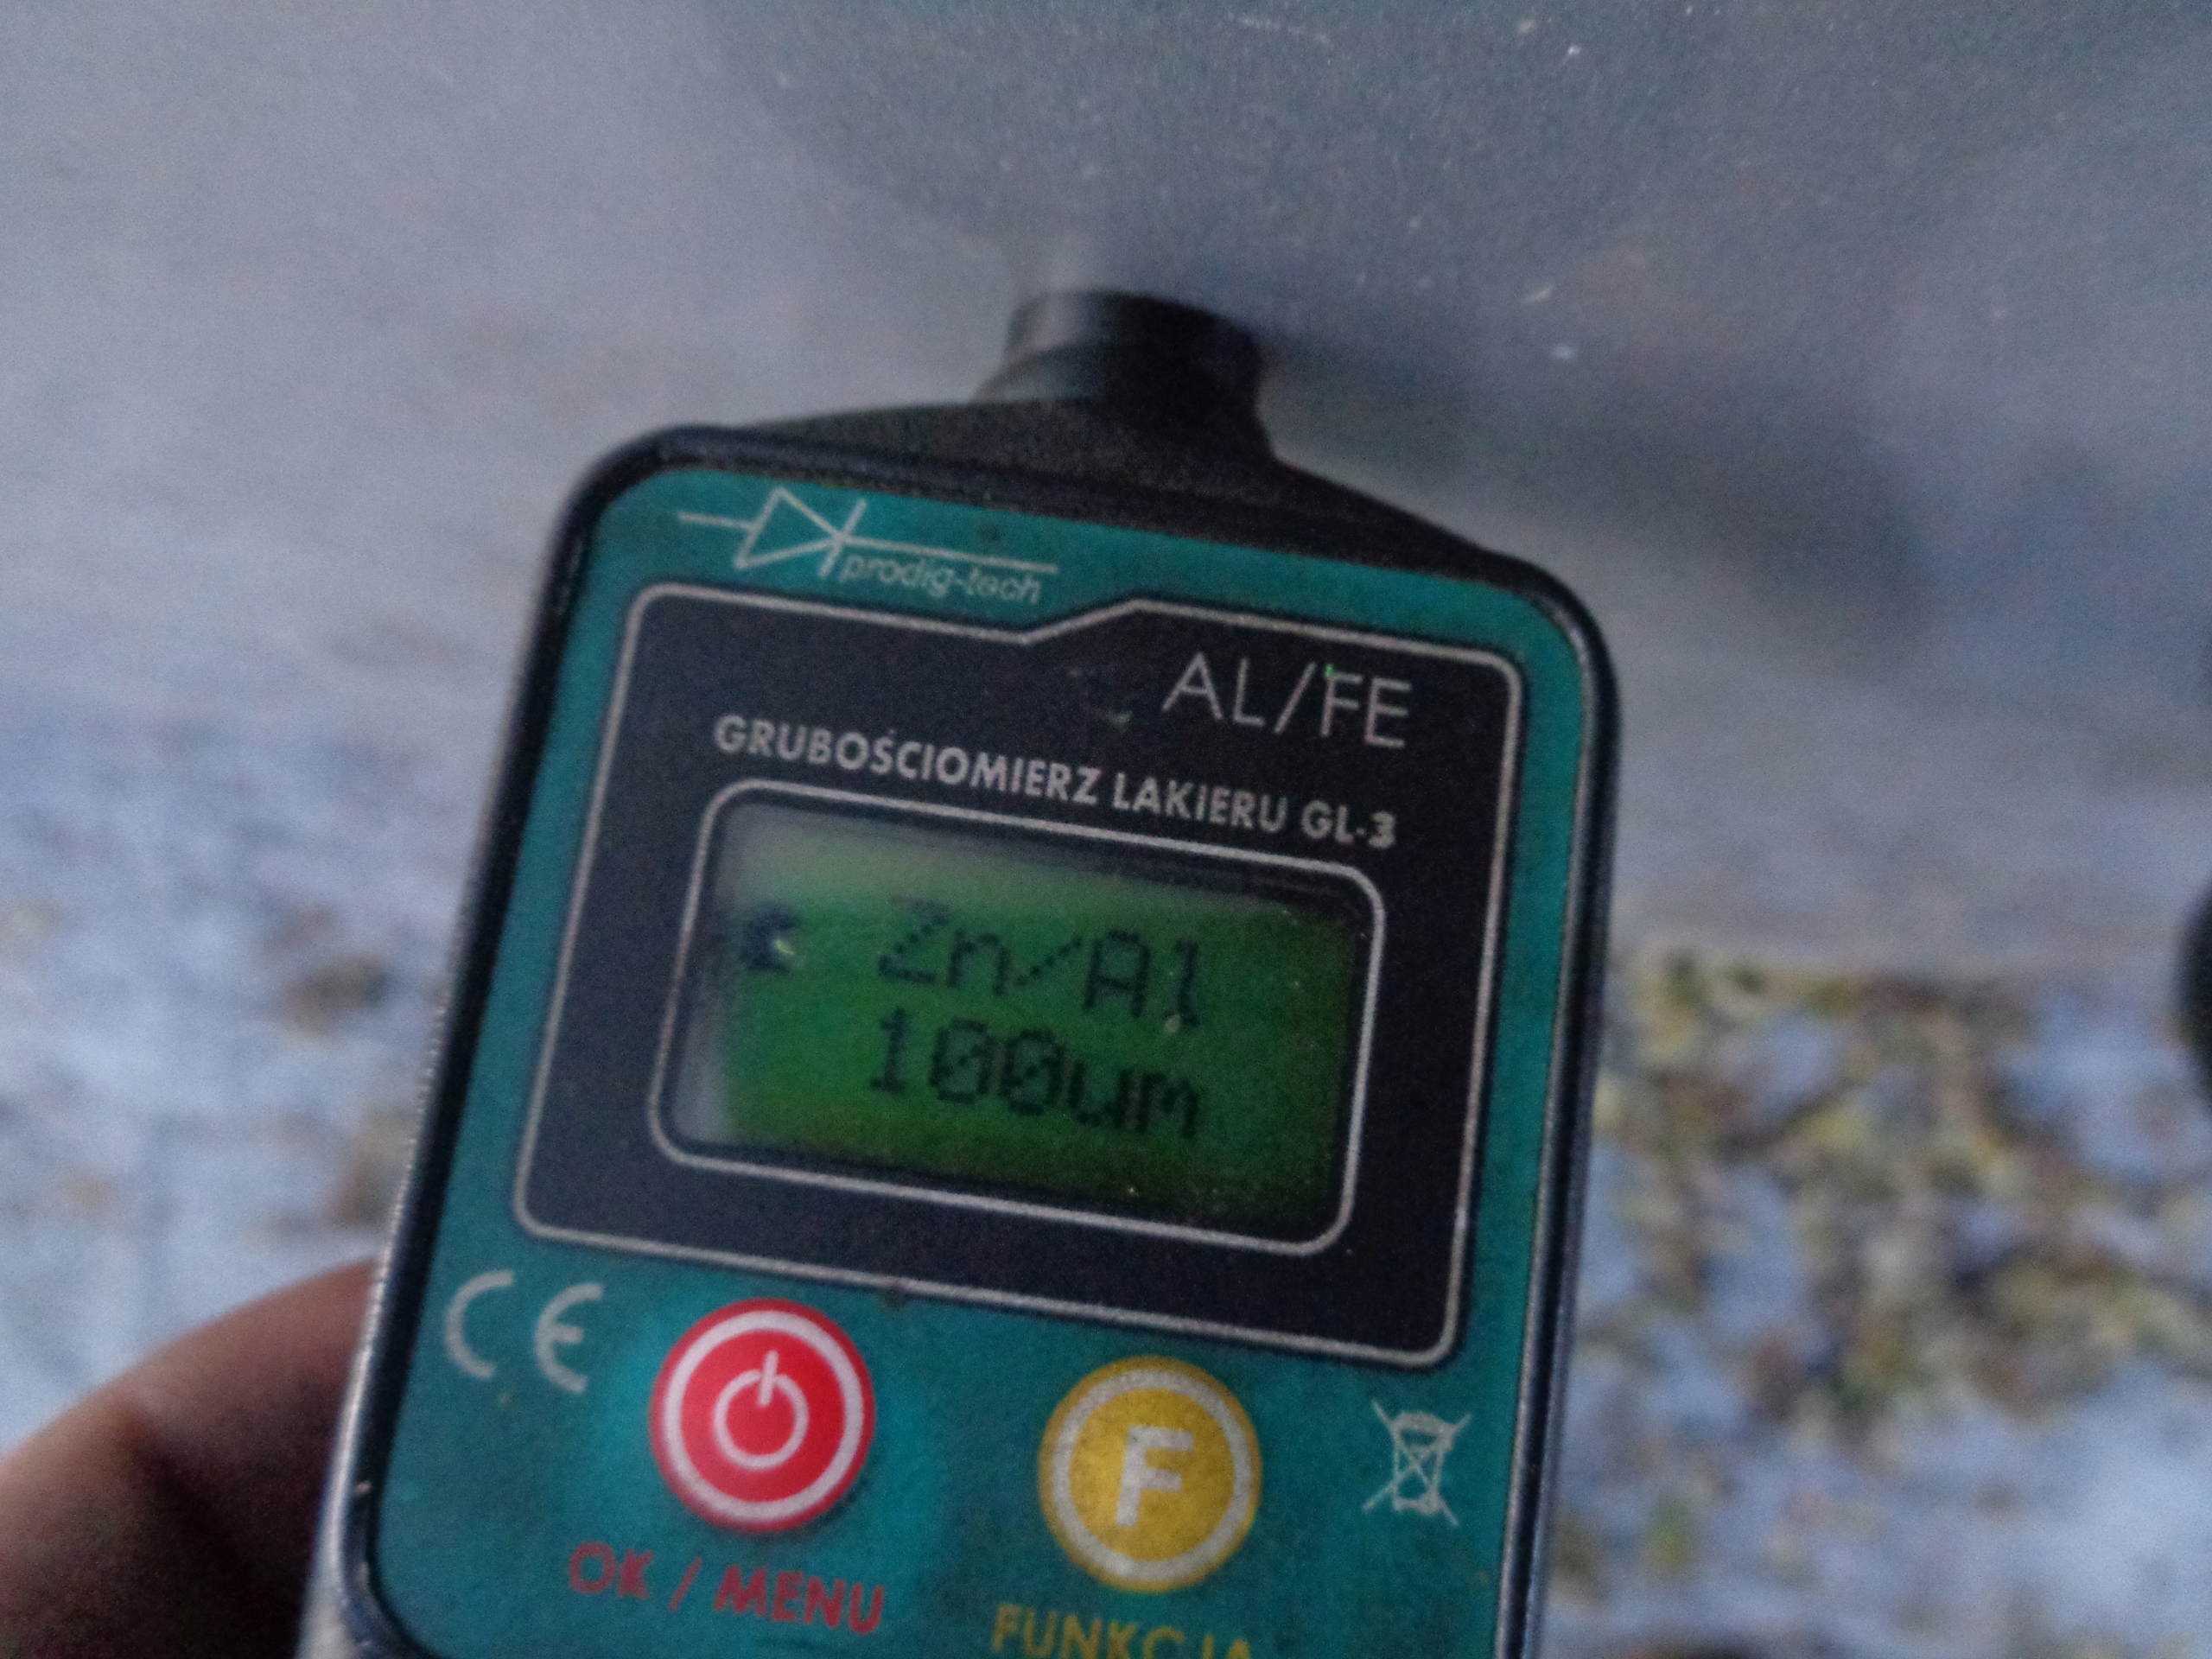 prodig-tech
AL/FE
GRUBOŚCIOMIERZ LAKIERU GL-3
Zn/Al
100um
CE
F
OK / MENU
FUNKCJA